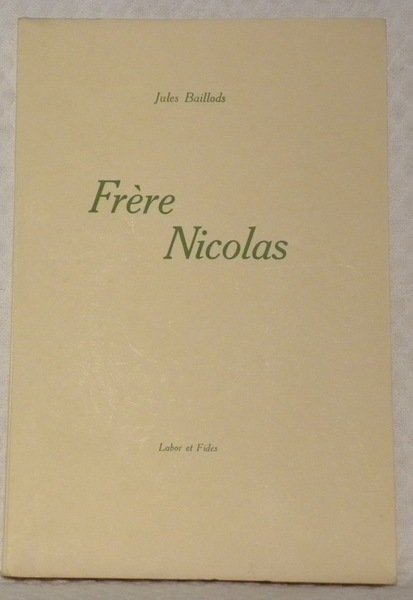 Jules Baillods
Frère
Nicolas
Labor et Fides